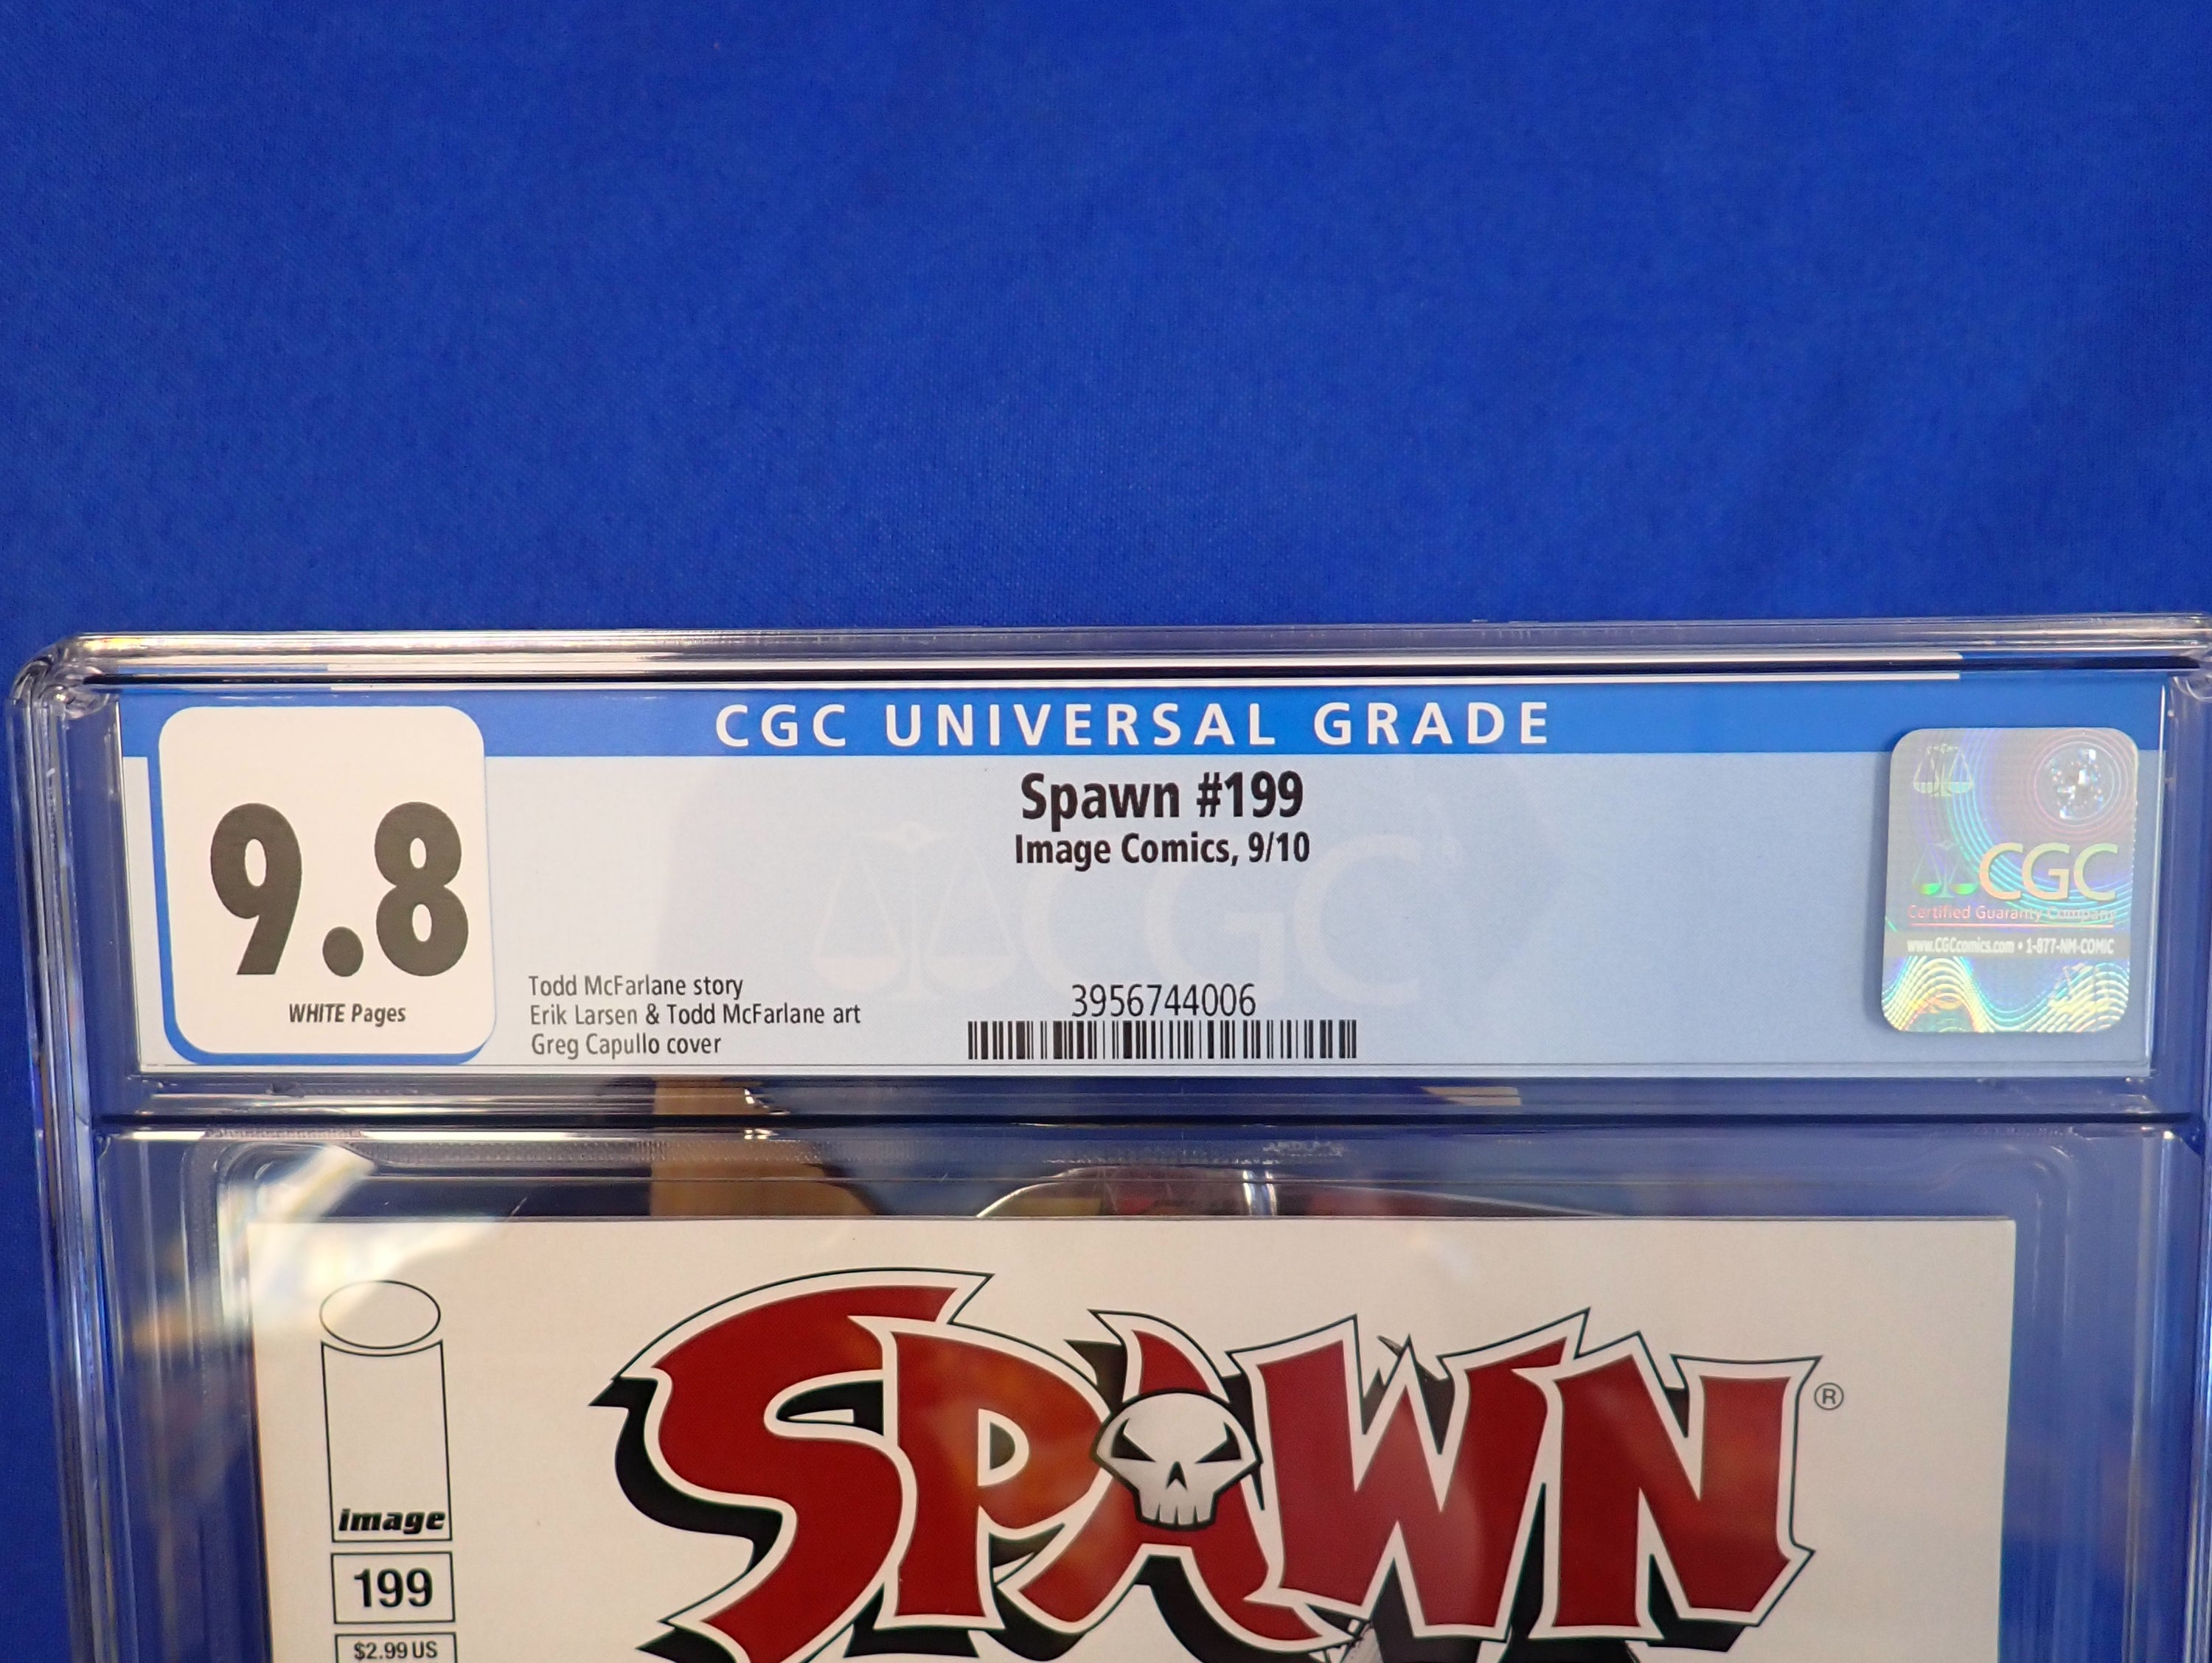 CGC UNIVERSAL GRADE
9.8
WHITE Pages
Spawn #199
Image Comics, 9/10
CGC
Todd McFarlane story
Erik Larsen & Todd McFarlane art
Greg Capullo cover
3956744006
CGC
Certified Guaranty Company
www.CGCcomics.com • 1-877-NM-COMIC
SPAWN ®
image
199
$2.99 US